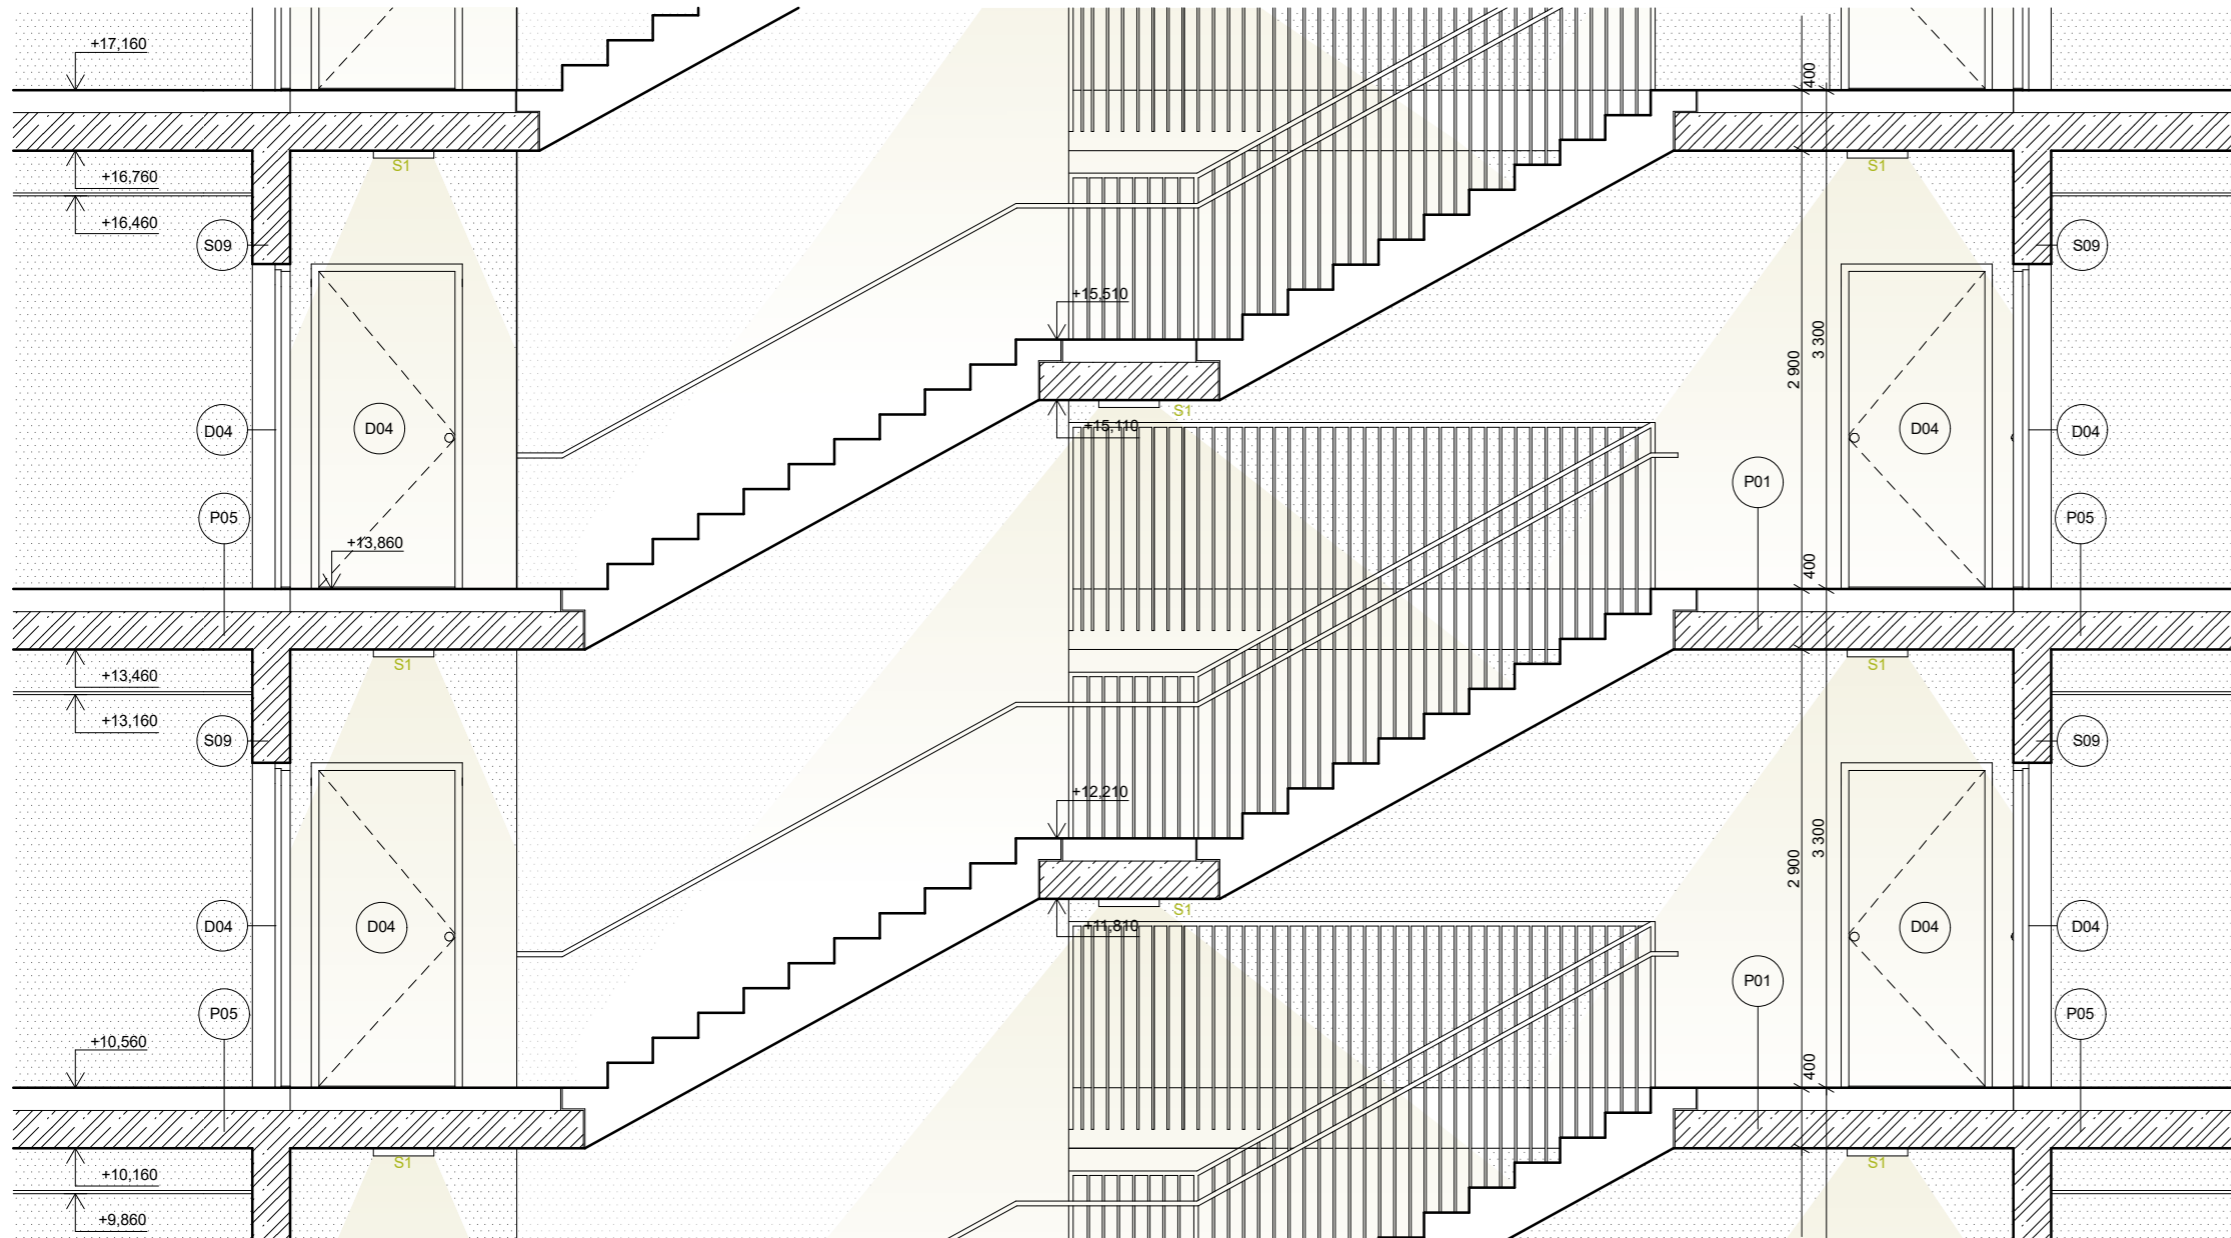 +17,160
400
S1
S1
+16,760
+16,460
S09
S09
+15,510
3 300
2 900
S1
+15,110
D04
D04
D04
D04
P01
P05
P05
+13,860
400
S1
S1
+13,460
+13,160
S09
S09
+12,210
3 300
2 900
S1
+11,810
D04
D04
D04
D04
P01
P05
P05
+10,560
400
S1
S1
+10,160
+9,860